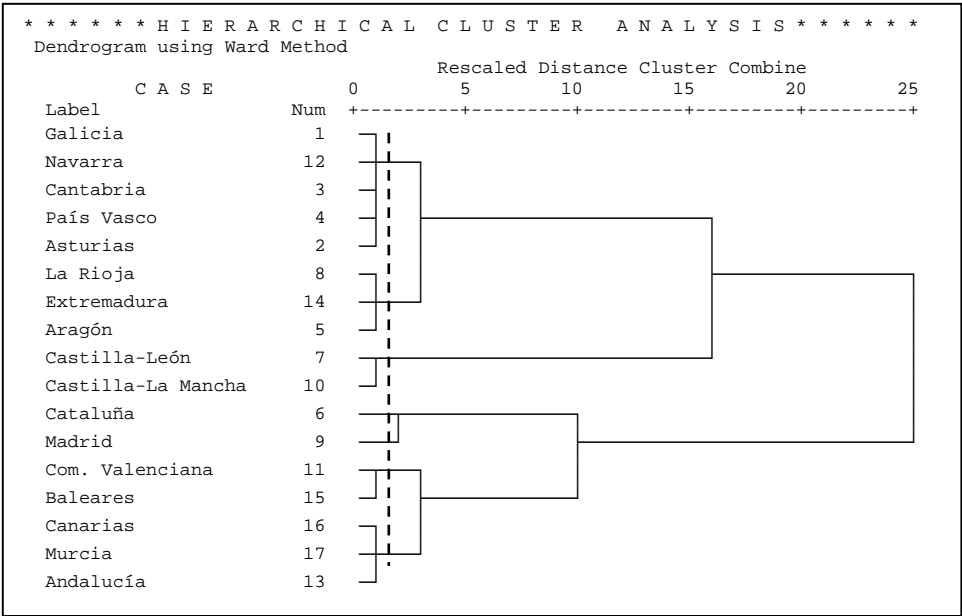 * * * * * * H I E R A R C H I C A L C L U S T E R A N A L Y S I S * * * * * *
Dendrogram using Ward Method
Rescaled Distance Cluster Combine
C A S E 0 5 10 15 20 25
Label Num +---------+---------+---------+---------+---------+
Galicia 1
Navarra 12
Cantabria 3
País Vasco 4
Asturias 2
La Rioja 8
Extremadura 14
Aragón 5
Castilla-León 7
Castilla-La Mancha 10
Cataluña 6
Madrid 9
Com. Valenciana 11
Baleares 15
Canarias 16
Murcia 17
Andalucía 13